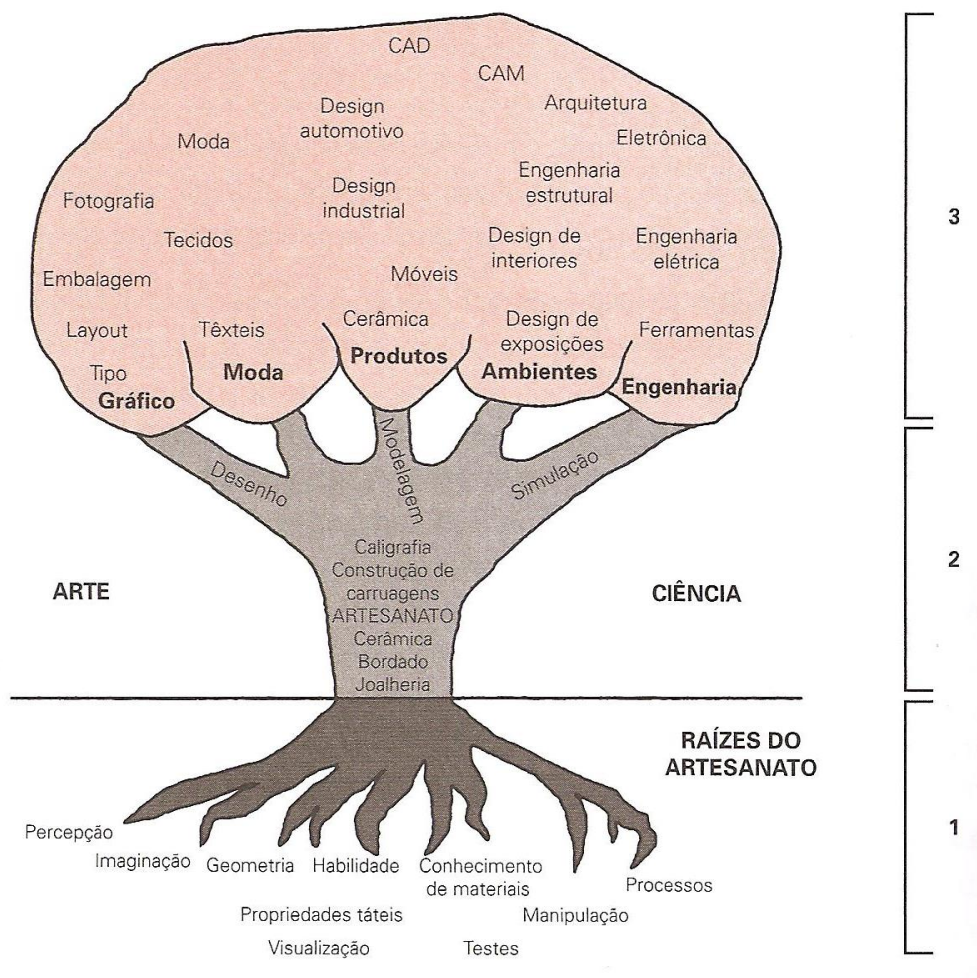 CAD
CAM
Design
automotivo
Arquitetura
Moda
Eletrônica
Engenharia
estrutural
Fotografia
Design
industrial
Tecidos
Design de
interiores
Engenharia
elétrica
Embalagem
Móveis
Layout
Têxteis
Cerâmica
Design de
exposições
Ferramentas
Tipo
Gráfico
Moda
Produtos
Ambientes
Engenharia
3
Desenho
Modelagem
Simulação
Caligrafia
Construção de
carruagens
ARTESANATO
Cerâmica
Bordado
Joalheria
ARTE
CIÊNCIA
2
RAÍZES DO
ARTESANATO
1
Percepção
Imaginação
Geometria
Habilidade
Conhecimento
de materiais
Processos
Propriedades táteis
Manipulação
Visualização
Testes